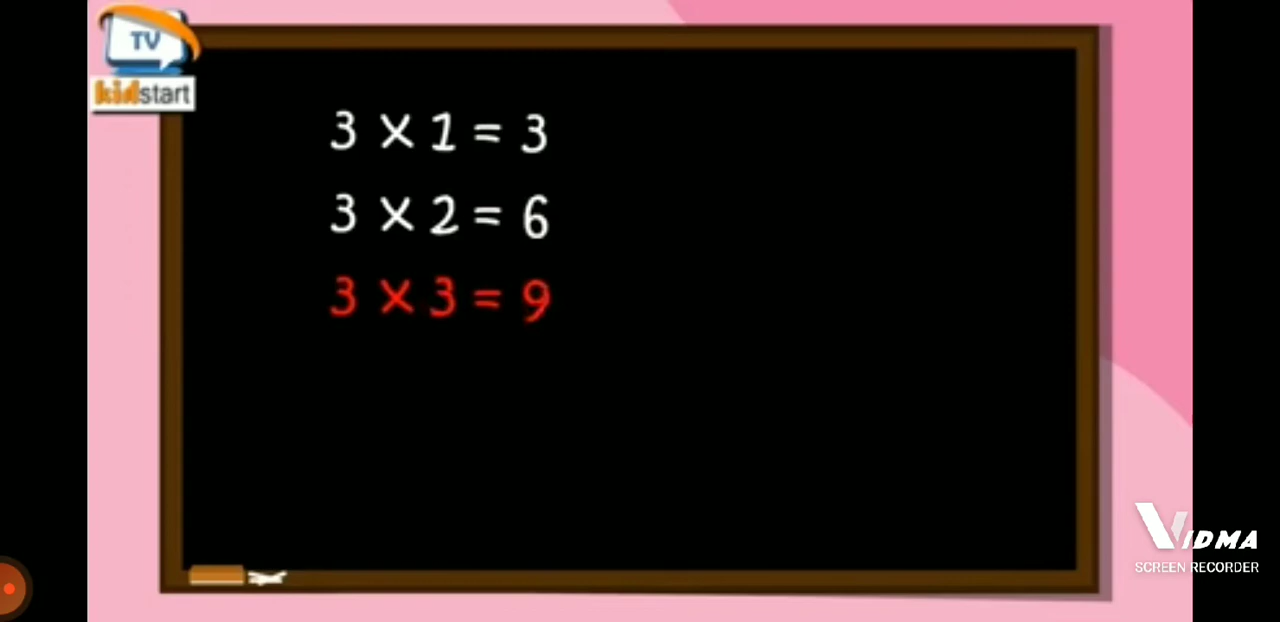 TV
kidstart
3 × 1 = 3
3 × 2 = 6
3 × 3 = 9
VIDMA
SCREEN RECORDER